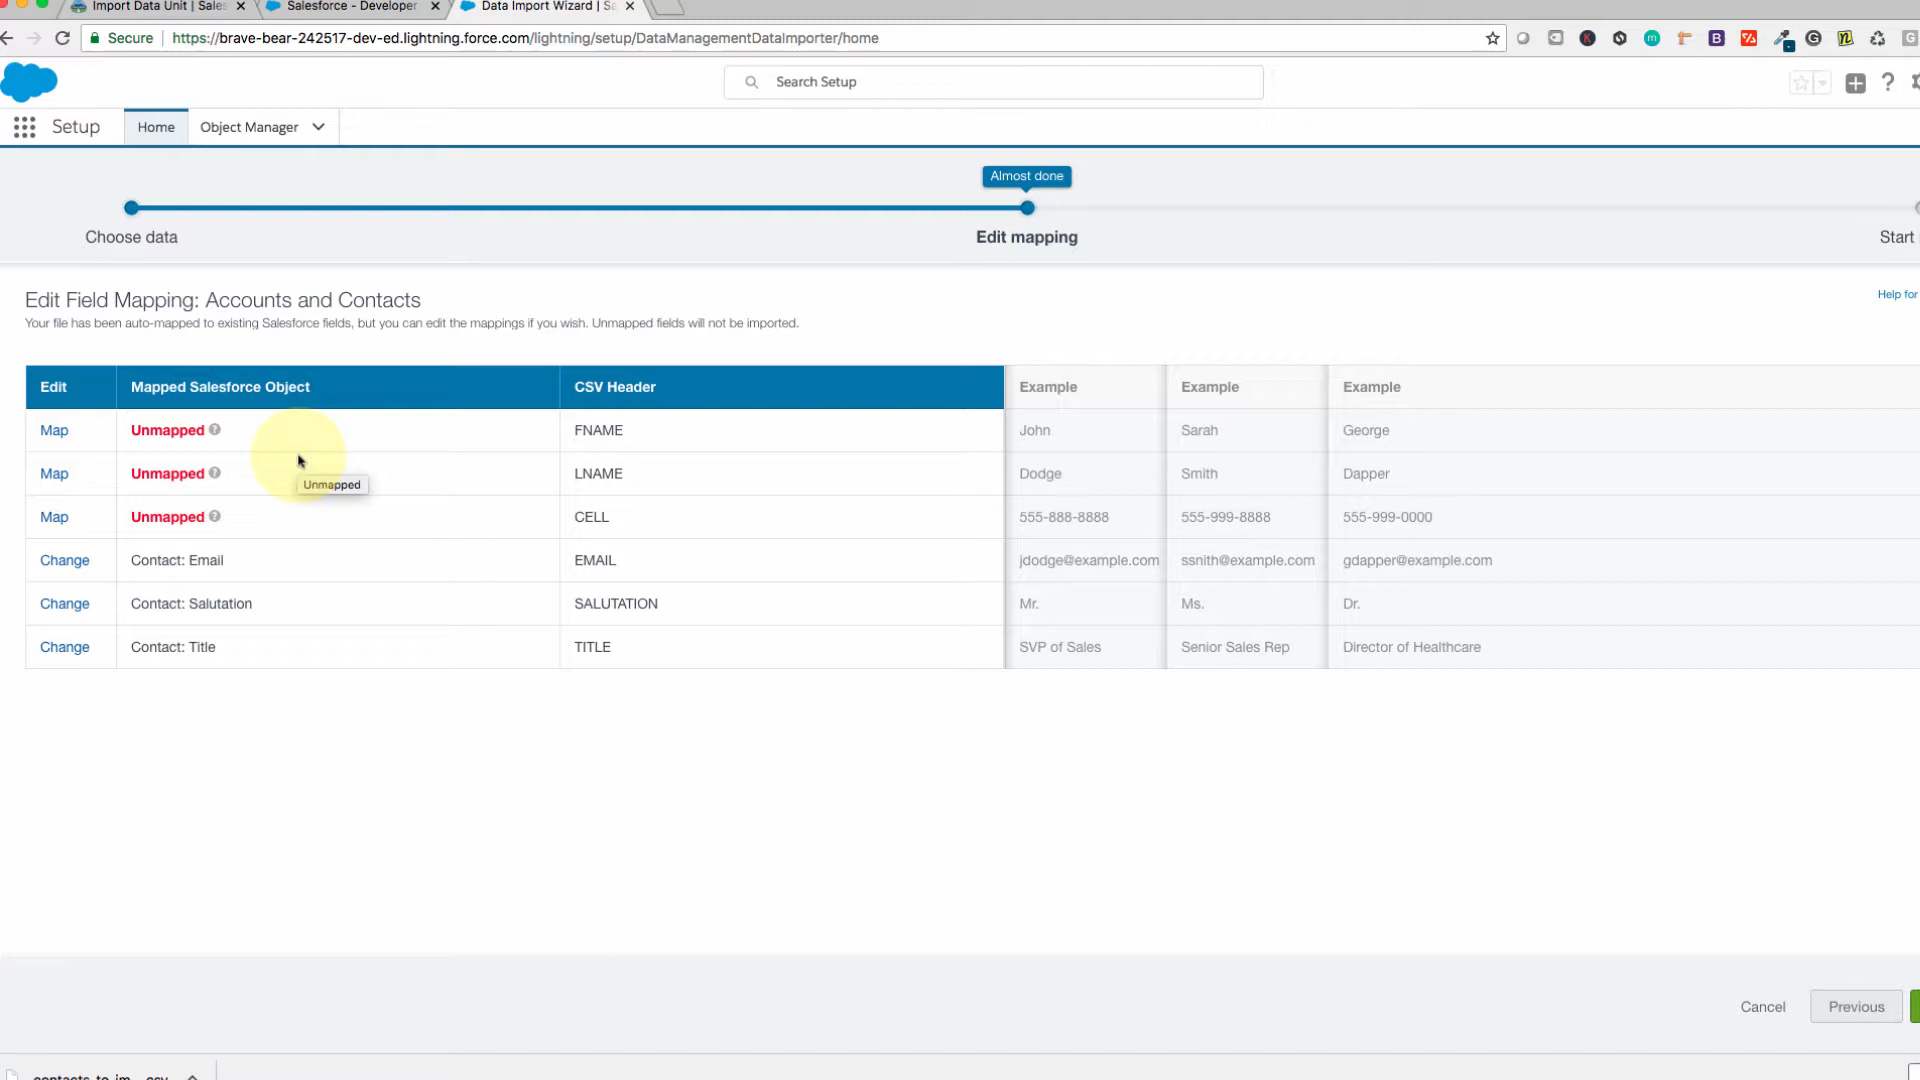 Import Data Unit | Sales
Salesforce - Developer
Data Import Wizard | Sa
Secure
https://brave-bear-242517-dev-ed.lightning.force.com/lightning/setup/DataManagementDataImporter/home
Search Setup
Setup
Home
Object Manager
Almost done
Choose data
Edit mapping
Start
Edit Field Mapping: Accounts and Contacts
Help for
Your file has been auto-mapped to existing Salesforce fields, but you can edit the mappings if you wish. Unmapped fields will not be imported.
Edit Mapped Salesforce Object CSV Header Example Example Example
Map Unmapped FNAME John Sarah George
Map Unmapped LNAME Dodge Smith Dapper
Unmapped
Map Unmapped CELL 555-888-8888 555-999-8888 555-999-0000
Change Contact: Email EMAIL jdodge@example.com ssnith@example.com gdapper@example.com
Change Contact: Salutation SALUTATION Mr. Ms. Dr.
Change Contact: Title TITLE SVP of Sales Senior Sales Rep Director of Healthcare
Cancel
Previous
contacts_to_im....csv